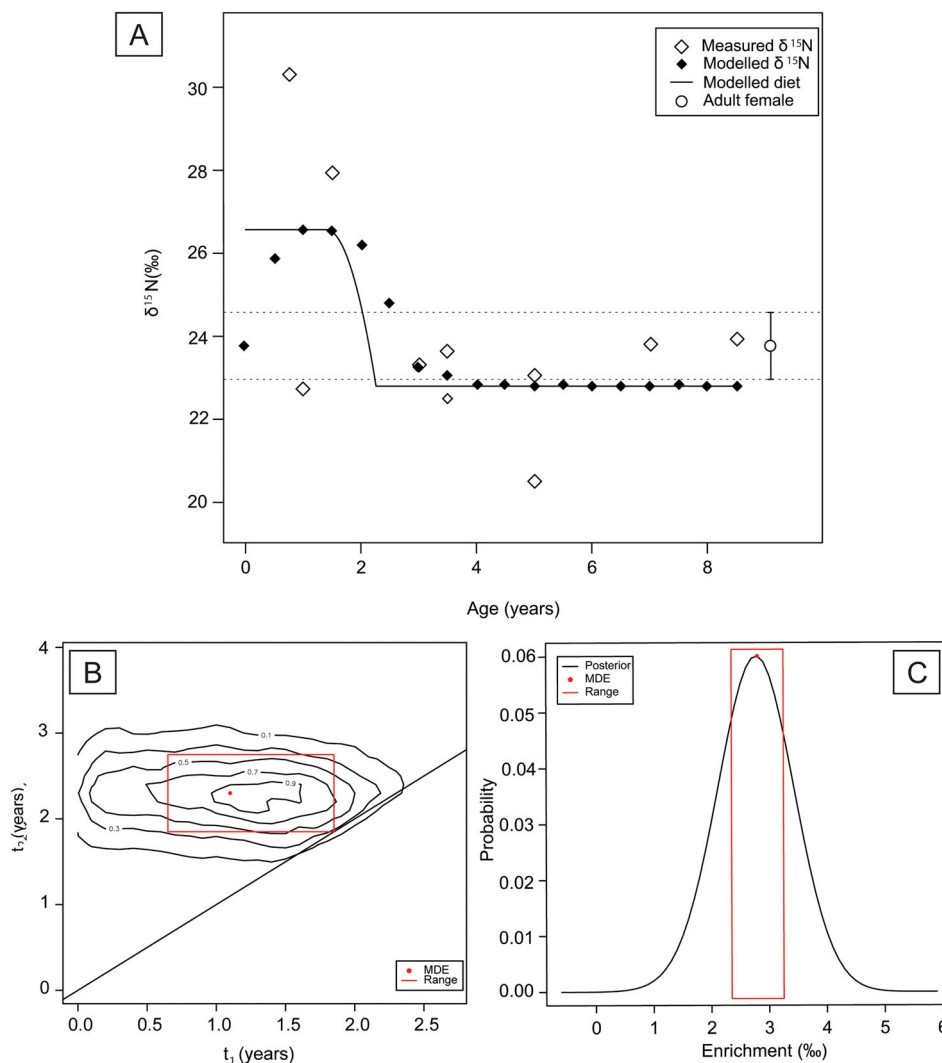 A
Measured δ¹⁵N
Modelled δ¹⁵N
Modelled diet
Adult female
30
28
26
24
22
20
δ¹⁵N(‰)
0 2 4 6 8
Age (years)
B
4
3
2
1
0
t₂(years)
0.1
0.5
0.7
0.9
0.3
MDE
Range
0.0 0.5 1.0 1.5 2.0 2.5
t₁ (years)
C
Posterior
MDE
Range
0.06
0.05
0.04
0.03
0.02
0.01
0.00
Probability
0 1 2 3 4 5 6
Enrichment (‰)